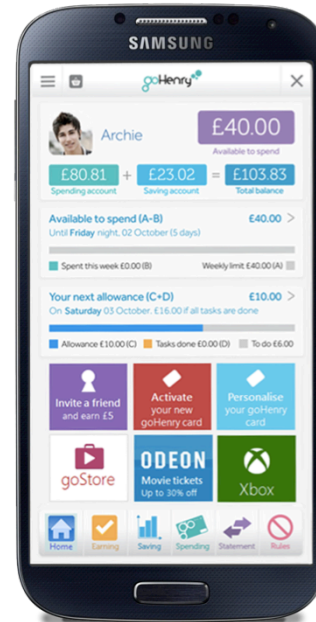 SAMSUNG
goHenry
Archie
£40.00
Available to spend
£80.81 + £23.02 = £103.83
Spending account Saving account Total balance
Available to spend (A-B) £40.00 >
Until Friday night, 02 October (5 days)
Spent this week £0.00 (B) Weekly limit £40.00 (A)
Your next allowance (C+D) £10.00 >
On Saturday 03 October. £16.00 if all tasks are done
Allowance £10.00 (C) Tasks done £0.00 (D) To do £6.00
Invite a friend
and earn £5
Activate
your new
goHenry card
Personalise
your goHenry
card
goStore
ODEON
Movie tickets
Up to 30% off
Xbox
Home Earning Saving Spending Statement Rules